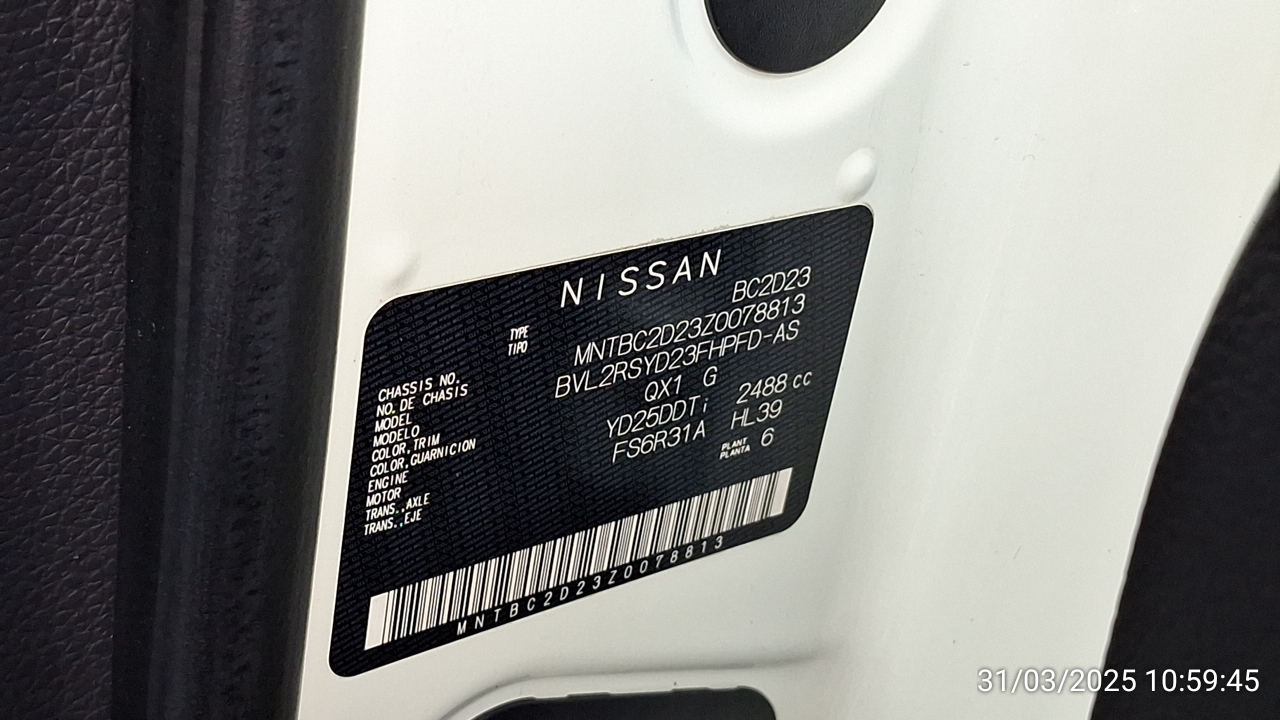 NISSAN
TYPE BC2D23
TIPO
CHASSIS NO. MNTBC2D23Z0078813
NO. DE CHASIS
MODEL BVL2RSYD23FHPFD-AS
MODELO
COLOR,TRIM QX1 G
COLOR,GUARNICION
ENGINE YD25DDTi 2488 cc
MOTOR
TRANS.,AXLE FS6R31A HL39
TRANS.,EJE
PLANT 6
PLANTA
MNTBC2D23Z0078813
31/03/2025 10:59:45